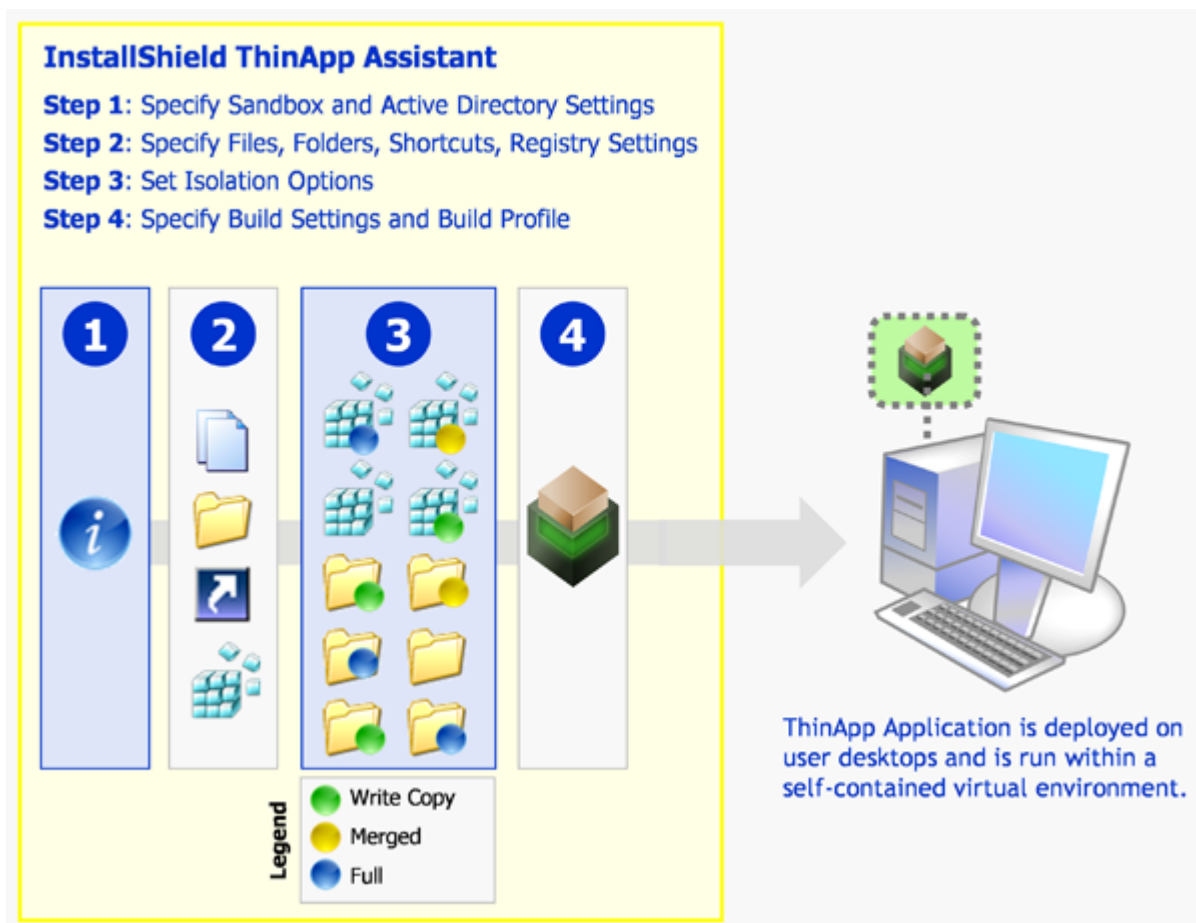 InstallShield ThinApp Assistant
Step 1: Specify Sandbox and Active Directory Settings
Step 2: Specify Files, Folders, Shortcuts, Registry Settings
Step 3: Set Isolation Options
Step 4: Specify Build Settings and Build Profile
1
2
3
4
i
ThinApp Application is deployed on
user desktops and is run within a
self-contained virtual environment.
Legend
Write Copy
Merged
Full